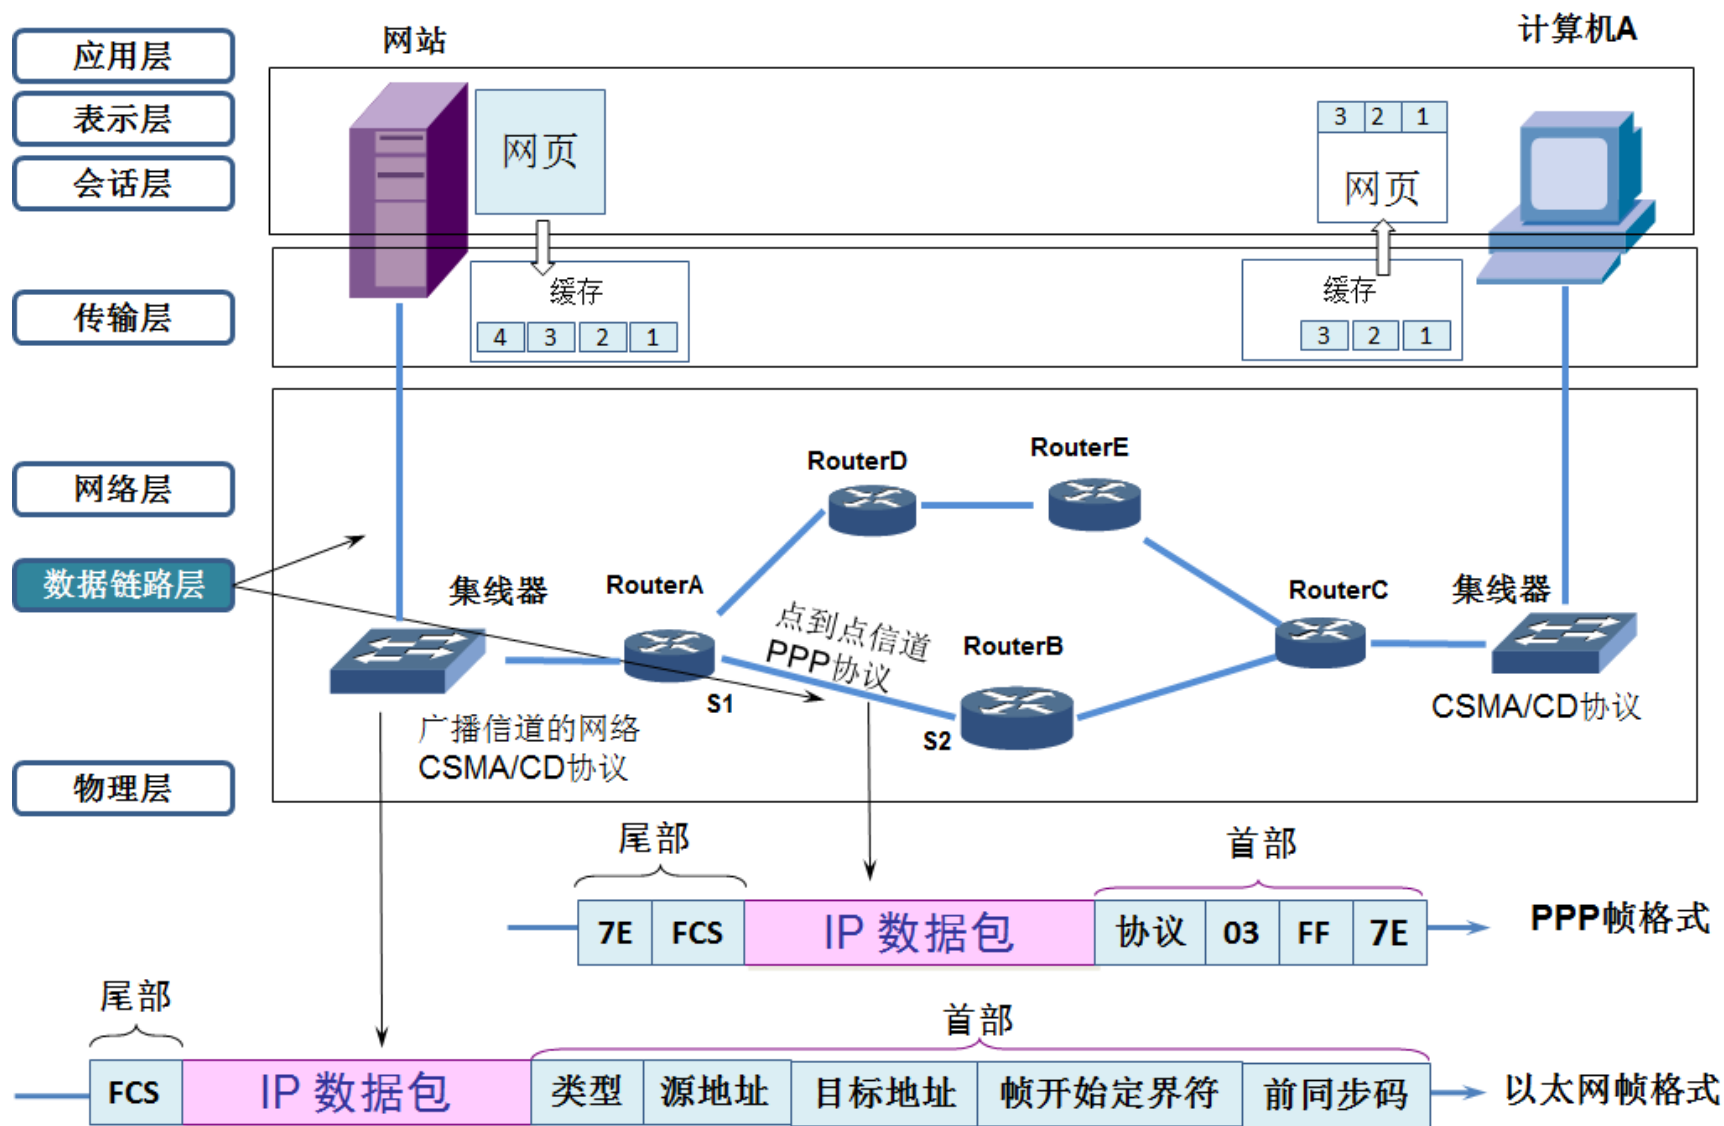 应用层
网站
计算机A
表示层
网页
3 2 1
会话层
网页
传输层
缓存
4 3 2 1
缓存
3 2 1
网络层
RouterD
RouterE
数据链路层
集线器
RouterA
点到点信道
PPP协议
RouterB
RouterC
集线器
S1
S2
CSMA/CD协议
广播信道的网络
CSMA/CD协议
物理层
尾部
首部
7E FCS IP 数据包 协议 03 FF 7E
PPP帧格式
尾部
首部
FCS IP 数据包 类型 源地址 目标地址 帧开始定界符 前同步码
以太网帧格式